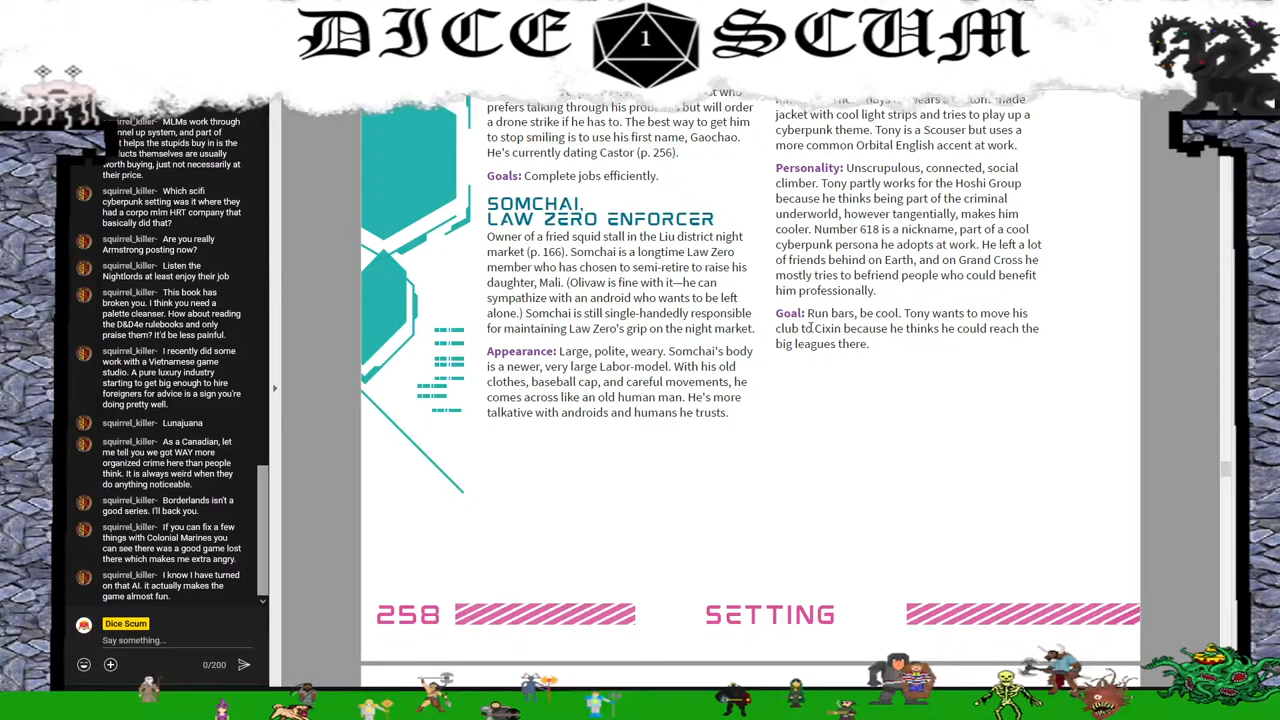 DICE 1 SCUM
MLMs work through
nnel up system, and part of
t helps the stupids buy in is the
ucts themselves are usually
worth buying, just not necessarily at
their price.
squirrel_killer- Which scifi
cyberpunk setting was it where they
had a corpo mlm HRT company that
basically did that?
squirrel_killer- Are you really
Armstrong posting now?
squirrel_killer- Listen the
Nightlords at least enjoy their job
squirrel_killer- This book has
broken you. I think you need a
palette cleanser. How about reading
the D&D4e rulebooks and only
praise them? It'd be less painful.
squirrel_killer- I recently did some
work with a Vietnamese game
studio. A pure luxury industry
starting to get big enough to hire
foreigners for advice is a sign you're
doing pretty well.
squirrel_killer- Lunajuana
squirrel_killer- As a Canadian, let
me tell you we got WAY more
organized crime here than people
think. It is always weird when they
do anything noticeable.
squirrel_killer- Borderlands isn't a
good series. I'll back you.
squirrel_killer- If you can fix a few
things with Colonial Marines you
can see there was a good game lost
there which makes me extra angry.
squirrel_killer- I know I have turned
on that AI. it actually makes the
game almost fun.
Dice Scum
Say something...
0/200
prefers talking through his problems but will order
a drone strike if he has to. The best way to get him
to stop smiling is to use his first name, Gaochao.
He's currently dating Castor (p. 256).
Goals: Complete jobs efficiently.
SOMCHAI,
LAW ZERO ENFORCER
Owner of a fried squid stall in the Liu district night
market (p. 166). Somchai is a longtime Law Zero
member who has chosen to semi-retire to raise his
daughter, Mali. (Olivaw is fine with it—he can
sympathize with an android who wants to be left
alone.) Somchai is still single-handedly responsible
for maintaining Law Zero's grip on the night market.
Appearance: Large, polite, weary. Somchai's body
is a newer, very large Labor-model. With his old
clothes, baseball cap, and careful movements, he
comes across like an old human man. He's more
talkative with androids and humans he trusts.
jacket with cool light strips and tries to play up a
cyberpunk theme. Tony is a Scouser but uses a
more common Orbital English accent at work.
Personality: Unscrupulous, connected, social
climber. Tony partly works for the Hoshi Group
because he thinks being part of the criminal
underworld, however tangentially, makes him
cooler. Number 618 is a nickname, part of a cool
cyberpunk persona he adopts at work. He left a lot
of friends behind on Earth, and on Grand Cross he
mostly tries to befriend people who could benefit
him professionally.
Goal: Run bars, be cool. Tony wants to move his
club to Cixin because he thinks he could reach the
big leagues there.
258 SETTING